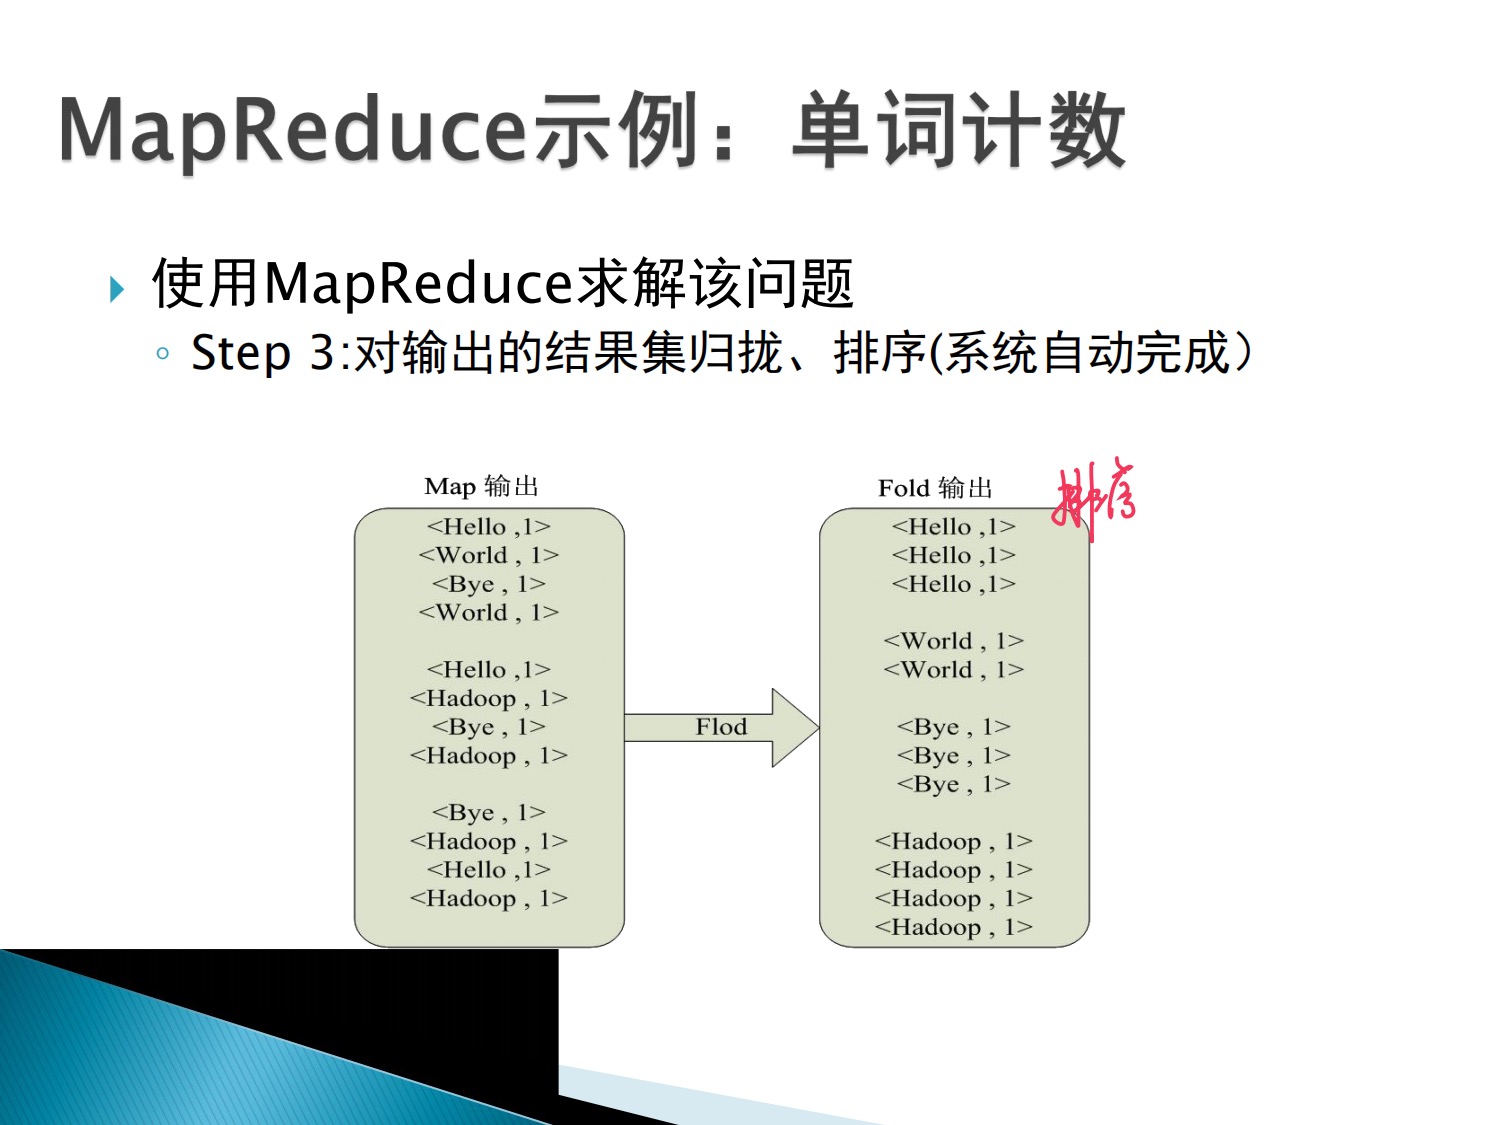 MapReduce示例：单词计数
使用MapReduce求解该问题
Step 3:对输出的结果集归拢、排序(系统自动完成）
Map 输出
<Hello ,1>
<World , 1>
<Bye , 1>
<World , 1>
<Hello ,1>
<Hadoop , 1>
<Bye , 1>
<Hadoop , 1>
<Bye , 1>
<Hadoop , 1>
<Hello ,1>
<Hadoop , 1>
Flod
Fold 输出
排序
<Hello ,1>
<Hello ,1>
<Hello ,1>
<World , 1>
<World , 1>
<Bye , 1>
<Bye , 1>
<Bye , 1>
<Hadoop , 1>
<Hadoop , 1>
<Hadoop , 1>
<Hadoop , 1>